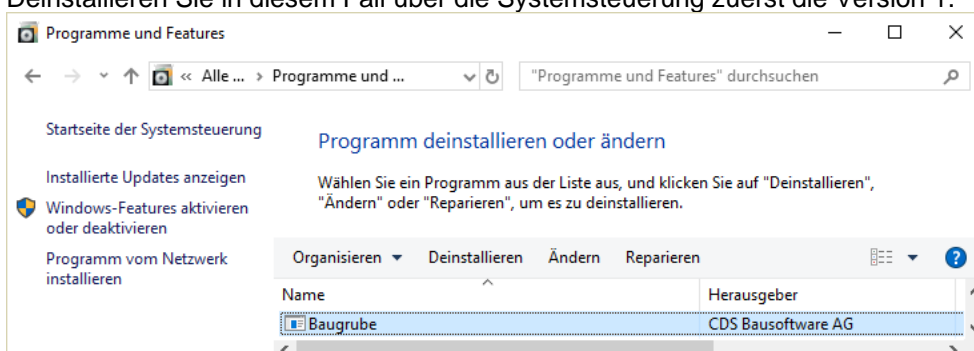 Deinstallieren Sie in diesem Fall über die Systemsteuerung zuerst die Version 1.
Programme und Features
« Alle ... › Programme und ...
"Programme und Features" durchsuchen
Startseite der Systemsteuerung
Installierte Updates anzeigen
Windows-Features aktivieren
oder deaktivieren
Programm vom Netzwerk
installieren
Programm deinstallieren oder ändern
Wählen Sie ein Programm aus der Liste aus, und klicken Sie auf "Deinstallieren",
"Ändern" oder "Reparieren", um es zu deinstallieren.
Organisieren Deinstallieren Ändern Reparieren ?
Name Herausgeber
Baugrube CDS Bausoftware AG